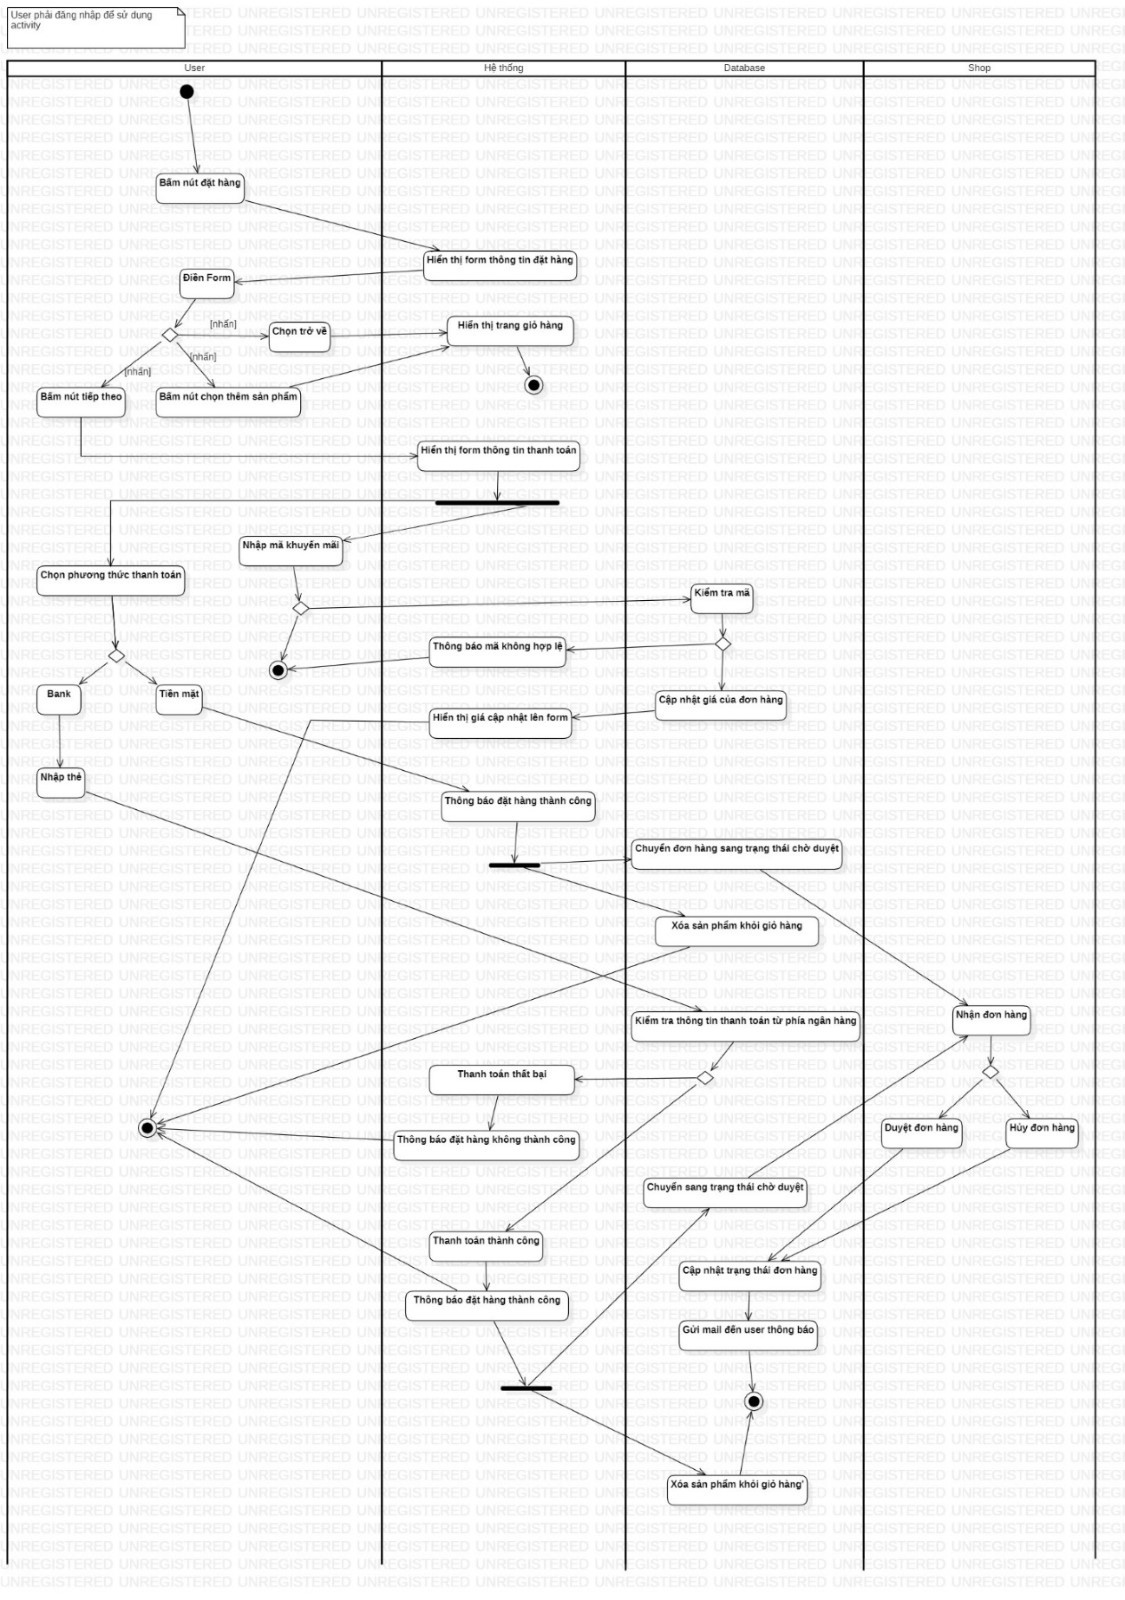 User phải đăng nhập để sử dụng
activity
User
Hệ thống
Database
Shop
Bấm nút đặt hàng
Hiển thị form thông tin đặt hàng
Điền Form
[nhấn]
Chọn trở về
Hiển thị trang giỏ hàng
[nhấn]
[nhấn]
Bấm nút tiếp theo
Bấm nút chọn thêm sản phẩm
Hiển thị form thông tin thanh toán
Nhập mã khuyến mãi
Chọn phương thức thanh toán
Kiểm tra mã
Thông báo mã không hợp lệ
Bank
Tiền mặt
Cập nhật giá của đơn hàng
Hiển thị giá cập nhật lên form
Nhập thẻ
Thông báo đặt hàng thành công
Chuyển đơn hàng sang trạng thái chờ duyệt
Xóa sản phẩm khỏi giỏ hàng
Nhận đơn hàng
Kiểm tra thông tin thanh toán từ phía ngân hàng
Thanh toán thất bại
Duyệt đơn hàng
Hủy đơn hàng
Thông báo đặt hàng không thành công
Chuyển sang trạng thái chờ duyệt
Thanh toán thành công
Cập nhật trạng thái đơn hàng
Thông báo đặt hàng thành công
Gửi mail đến user thông báo
Xóa sản phẩm khỏi giỏ hàng'
UNREGISTERED